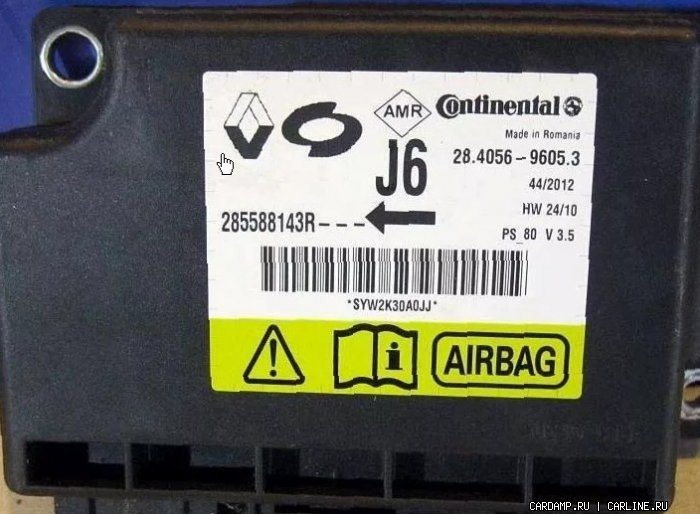 AMR
Continental
Made in Romania
J6
28.4056-9605.3
44/2012
HW 24/10
285588143R---
PS_80 V 3.5
*SYW2K30A0JJ*
i
AIRBAG
CARDAMP.RU | CARLINE.RU